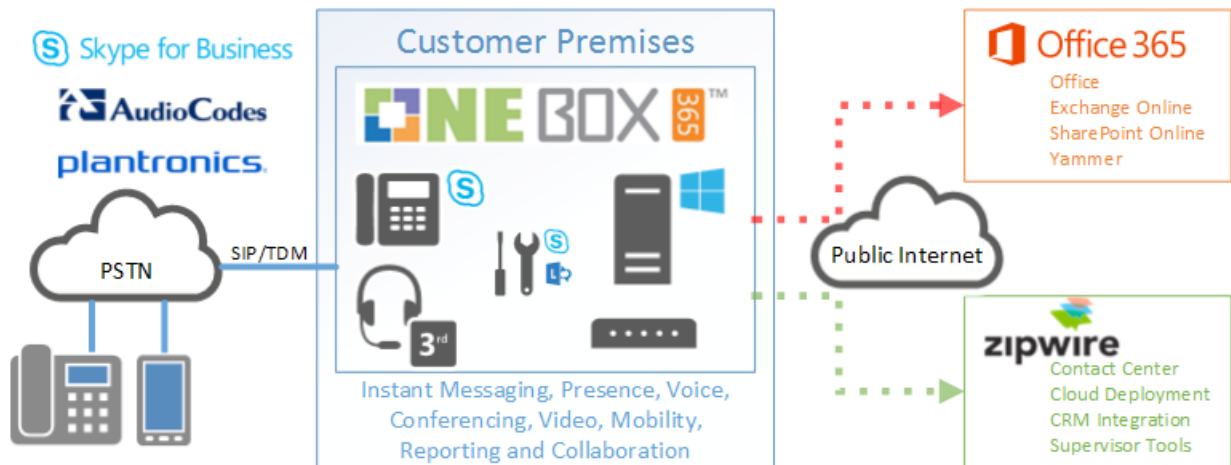 Skype for Business
AudioCodes
plantronics.
PSTN
SIP/TDM
Customer Premises
ONE BOX 365™
S
S
L
3rd
Instant Messaging, Presence, Voice,
Conferencing, Video, Mobility,
Reporting and Collaboration
Public Internet
Office 365
Office
Exchange Online
SharePoint Online
Yammer
zipwire
Contact Center
Cloud Deployment
CRM Integration
Supervisor Tools